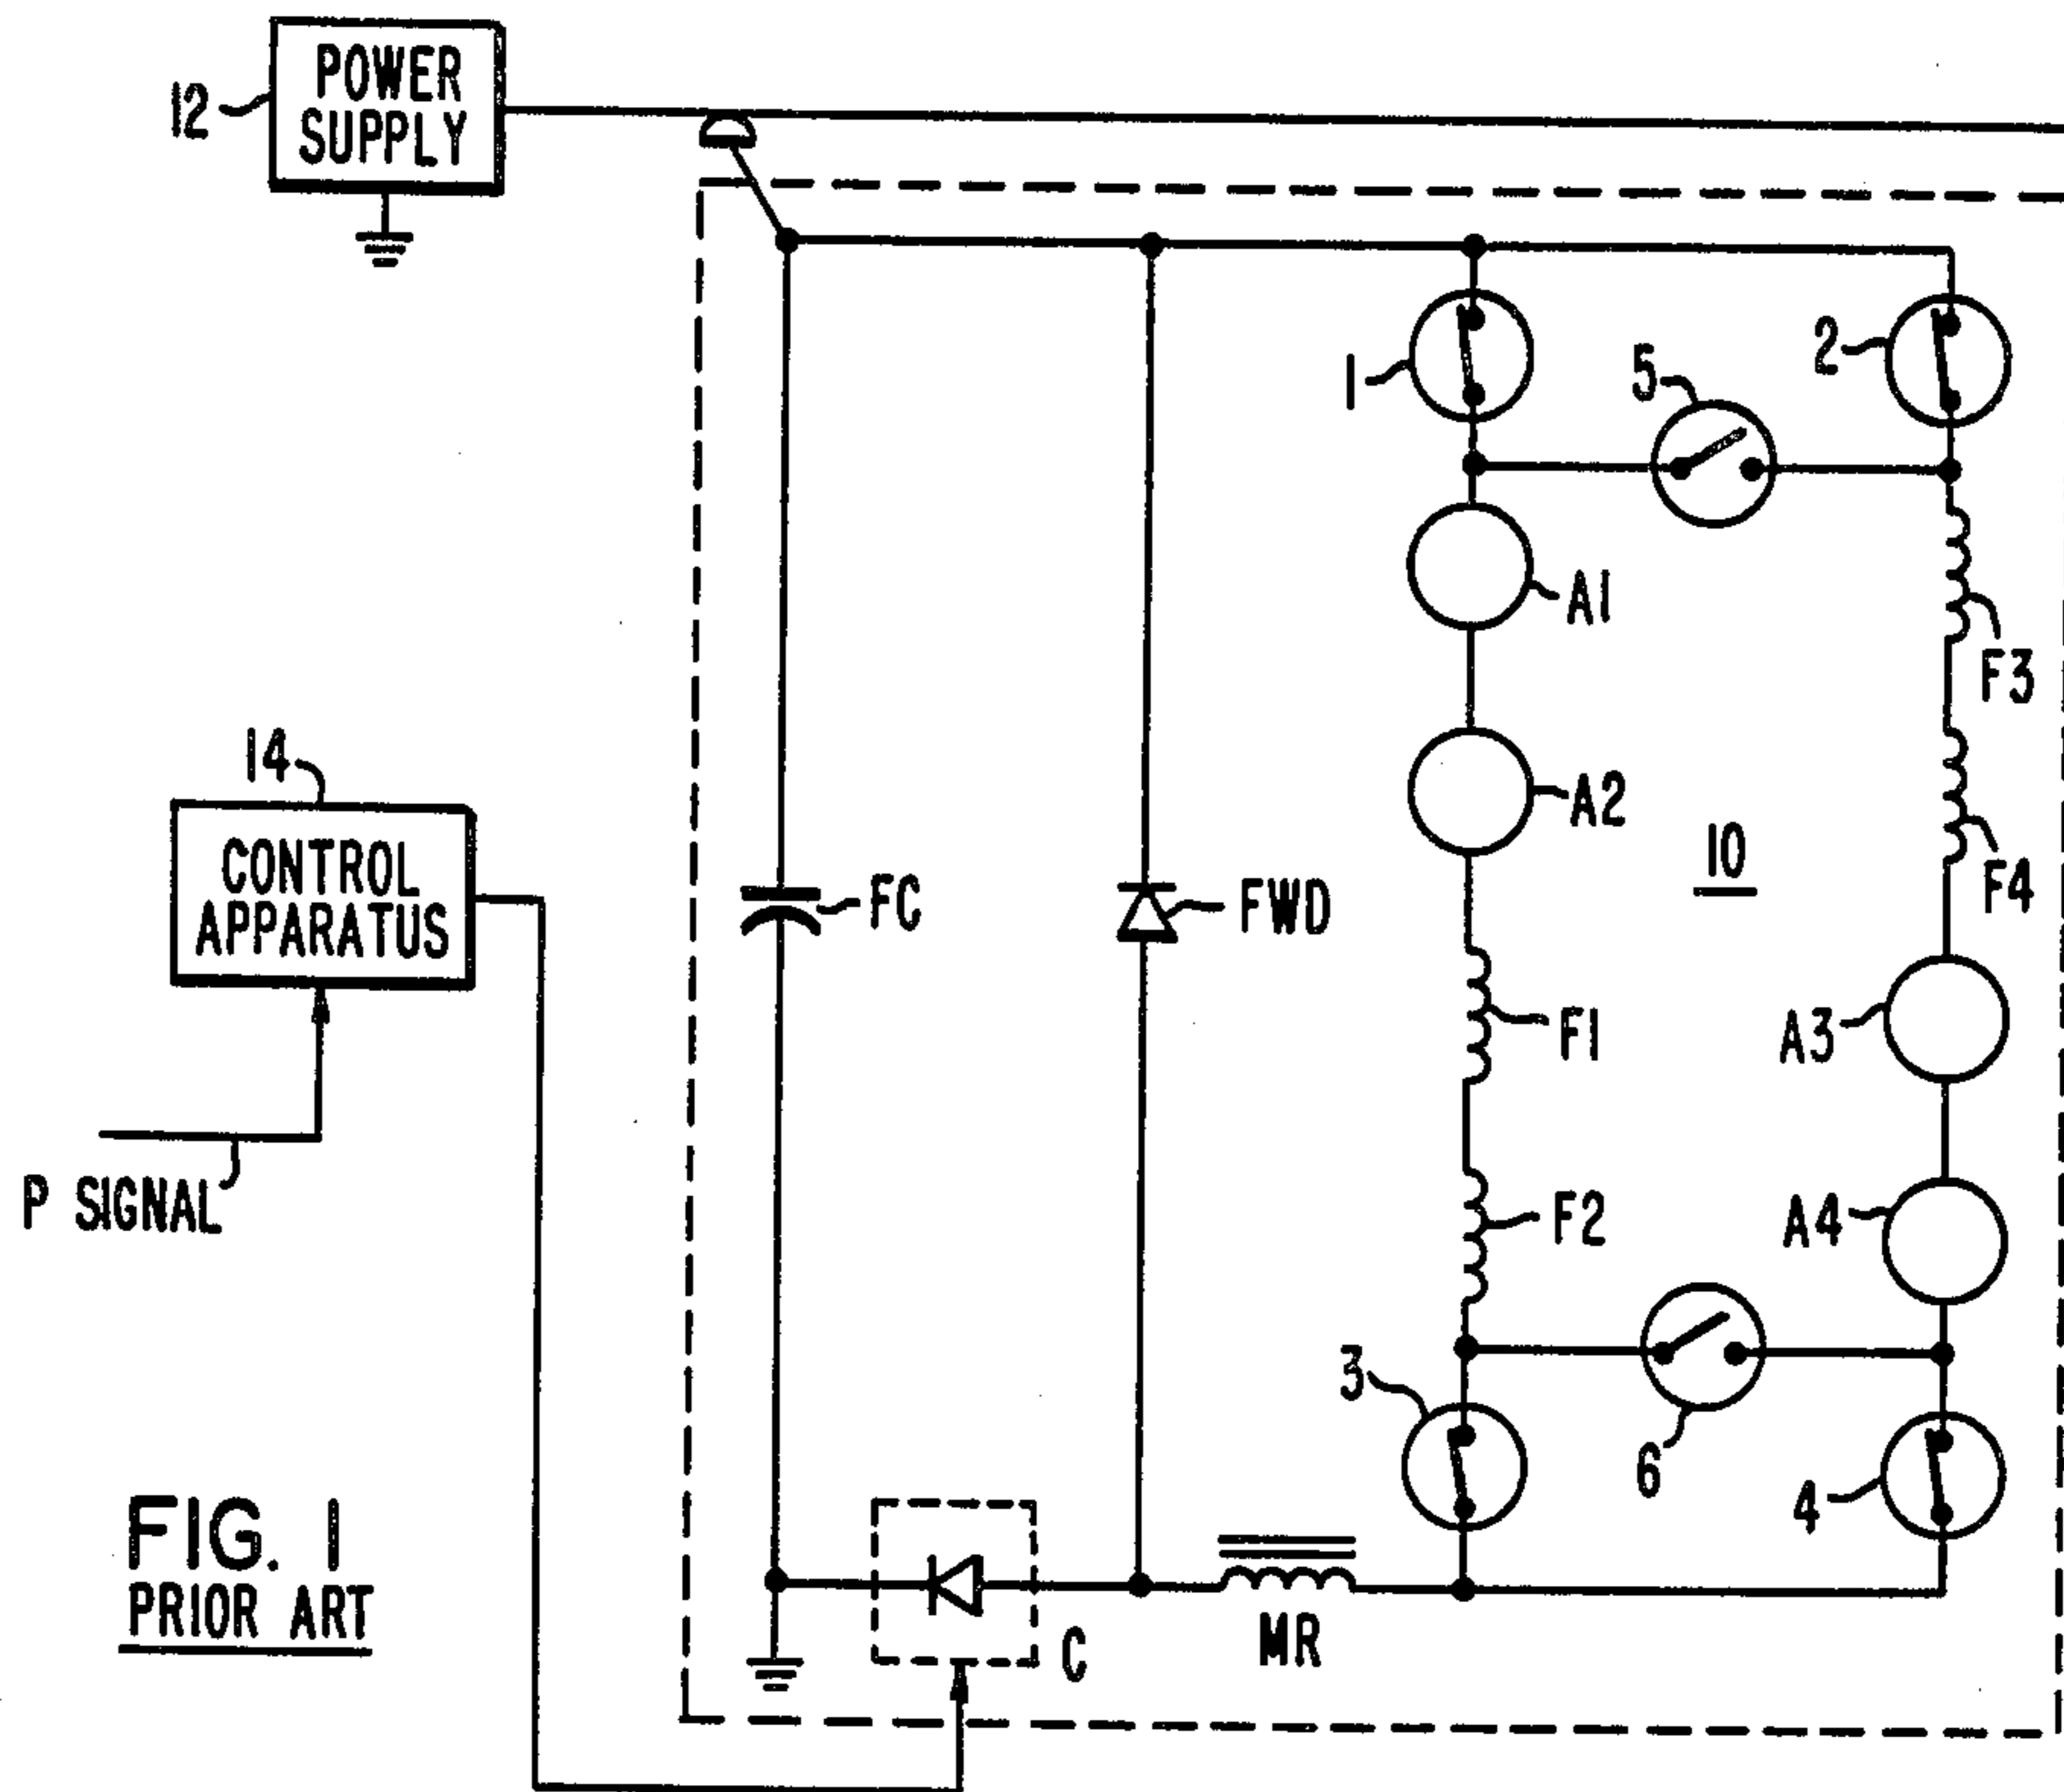 12
POWER
SUPPLY
1
5
2
A1
F3
14
CONTROL
APPARATUS
FC
FWD
A2
10
F4
F1
A3
P SIGNAL
F2
A4
3
6
4
FIG. 1
PRIOR ART
C
MR